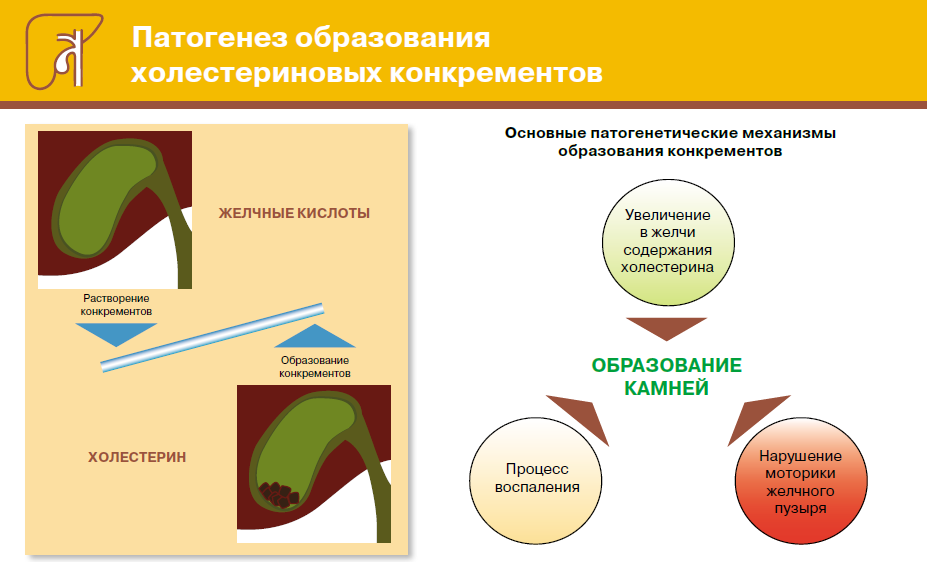 Патогенез образования
холестериновых конкрементов
ЖЕЛЧНЫЕ КИСЛОТЫ
Растворение
конкрементов
Образование
конкрементов
ХОЛЕСТЕРИН
Основные патогенетические механизмы
образования конкрементов
Увеличение
в желчи
содержания
холестерина
ОБРАЗОВАНИЕ
КАМНЕЙ
Процесс
воспаления
Нарушение
моторики
желчного
пузыря